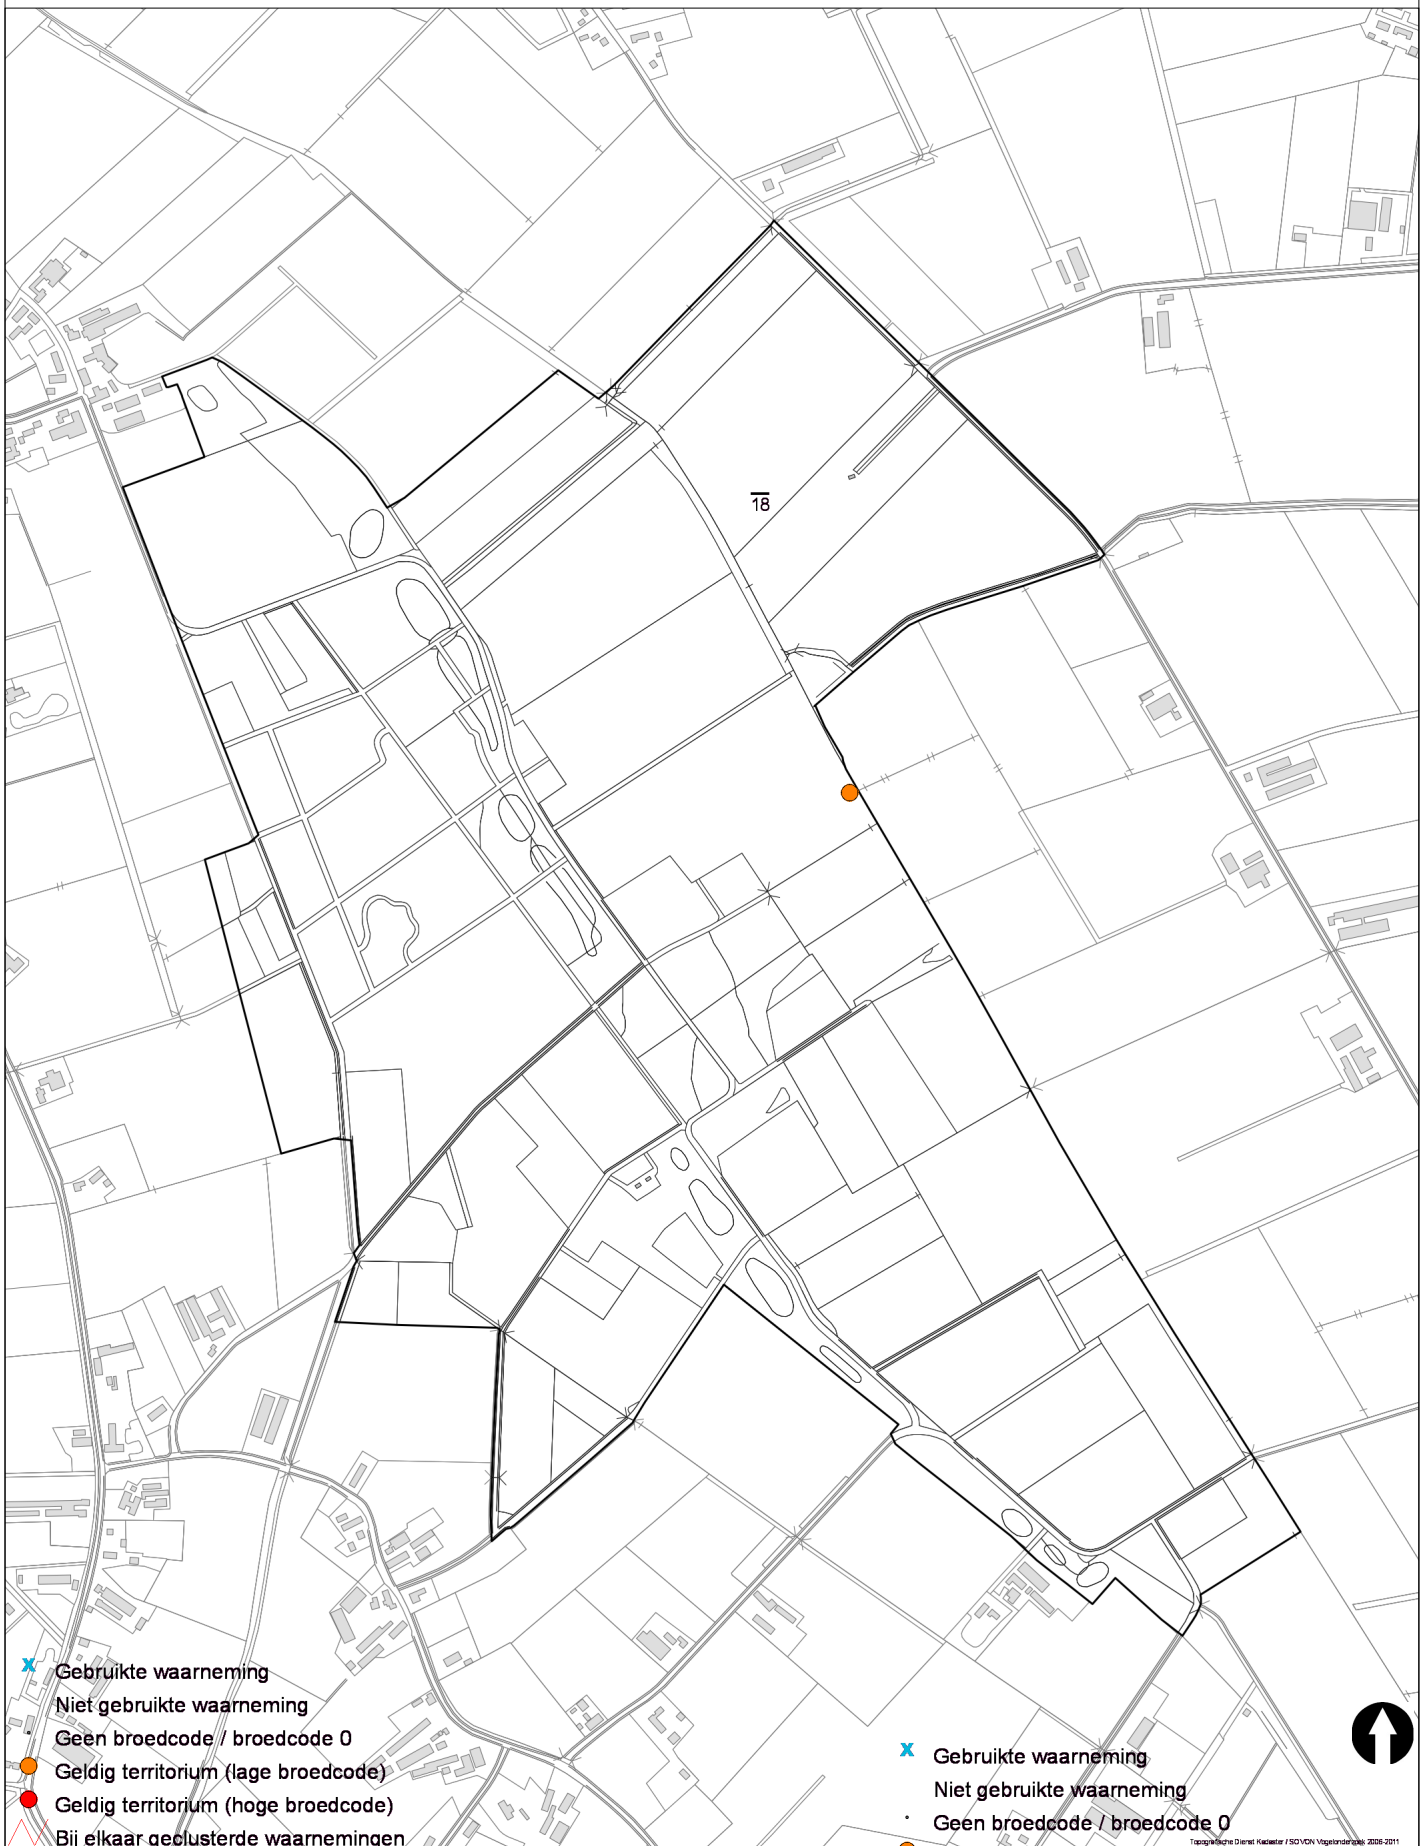 18
x Gebruikte waarneming
Niet gebruikte waarneming
Geen broedcode / broedcode 0
Geldig territorium (lage broedcode)
Geldig territorium (hoge broedcode)
Bij elkaar geclusterde waarnemingen
x Gebruikte waarneming
Niet gebruikte waarneming
Geen broedcode / broedcode 0
Topografische Dienst Kadaster / SOVON Vogelonderzoek 2006-2011